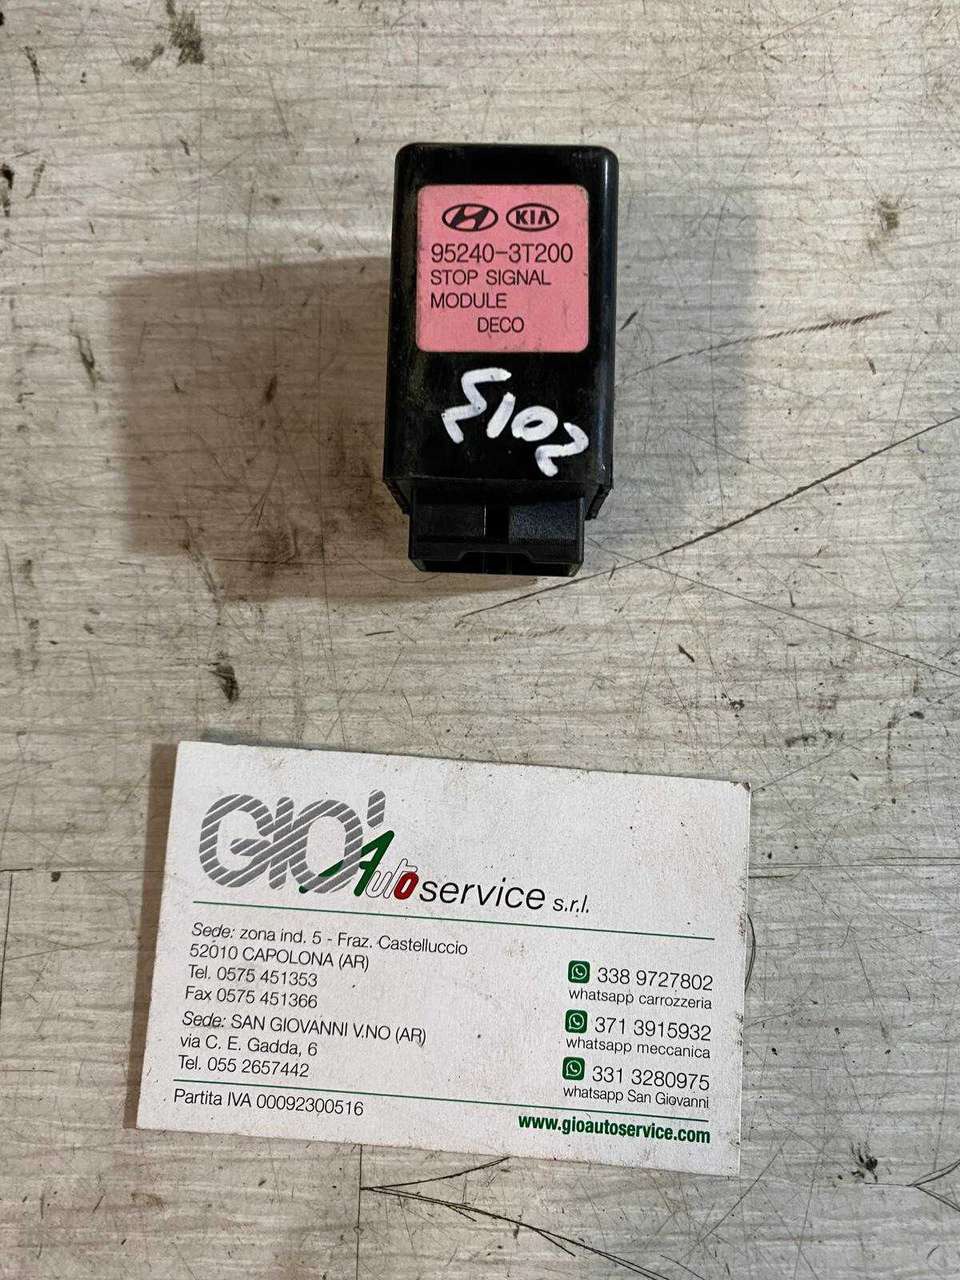 KIA
95240-3T200
STOP SIGNAL
MODULE
DECO
GIO' Auto service s.r.l.
Sede: zona ind. 5 - Fraz. Castelluccio
52010 CAPOLONA (AR)
Tel. 0575 451353
Fax 0575 451366
Sede: SAN GIOVANNI V.NO (AR)
via C. E. Gadda, 6
Tel. 055 2657442
Partita IVA 00092300516
338 9727802
whatsapp carrozzeria
371 3915932
whatsapp meccanica
331 3280975
whatsapp San Giovanni
www.gioautoservice.com